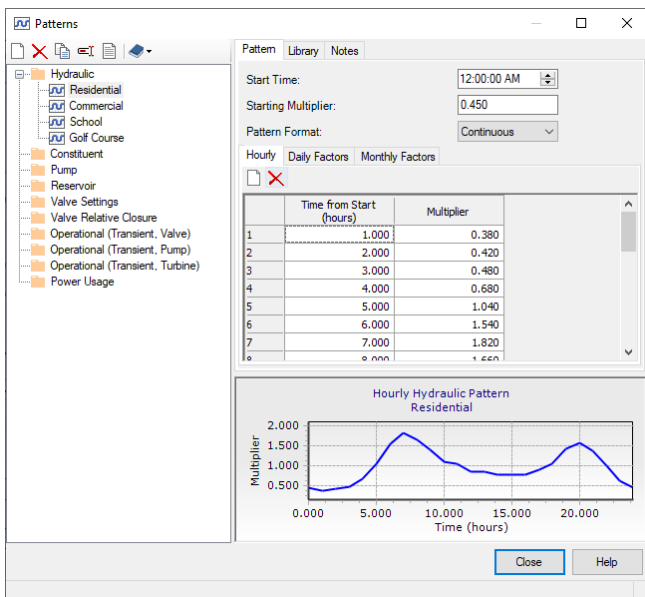 Patterns
Hydraulic
Residential
Commercial
School
Golf Course
Constituent
Pump
Reservoir
Valve Settings
Valve Relative Closure
Operational (Transient, Valve)
Operational (Transient, Pump)
Operational (Transient, Turbine)
Power Usage
Pattern Library Notes
Start Time: 12:00:00 AM
Starting Multiplier: 0.450
Pattern Format: Continuous
Hourly Daily Factors Monthly Factors
Time from Start
(hours) Multiplier
1 1.000 0.380
2 2.000 0.420
3 3.000 0.480
4 4.000 0.680
5 5.000 1.040
6 6.000 1.540
7 7.000 1.820
8 8.000 1.660
Hourly Hydraulic Pattern
Residential
Multiplier
2.000
1.500
1.000
0.500
0.000 5.000 10.000 15.000 20.000
Time (hours)
Close Help